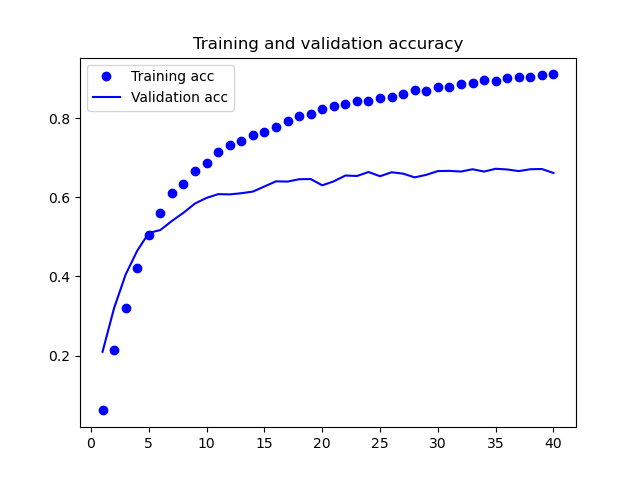 Training and validation accuracy
Training acc
Validation acc
0.8
0.6
0.4
0.2
0 5 10 15 20 25 30 35 40